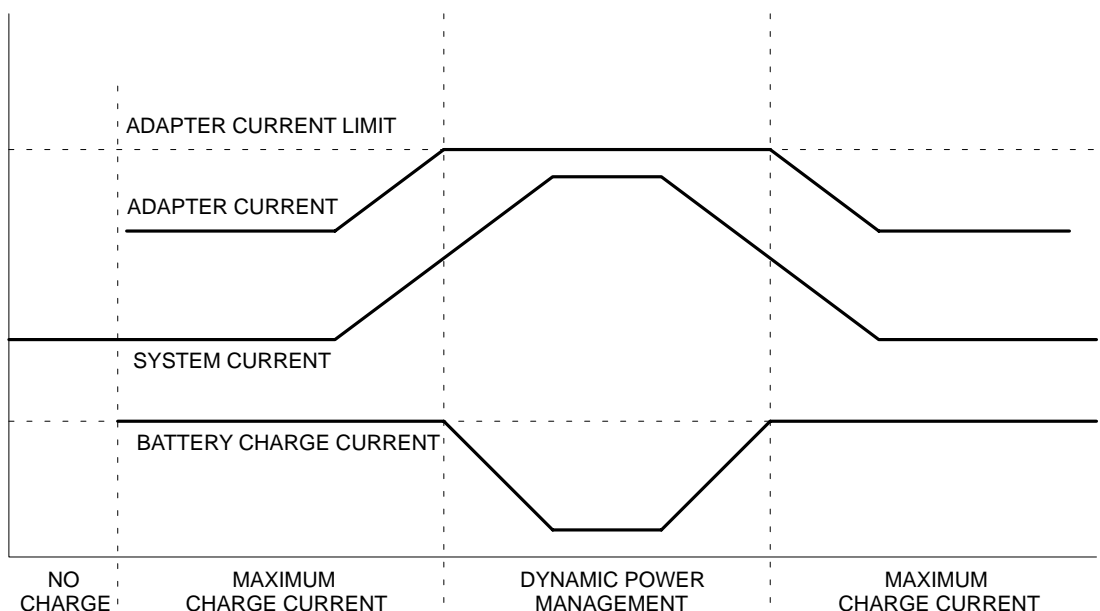 ADAPTER CURRENT LIMIT
ADAPTER CURRENT
SYSTEM CURRENT
BATTERY CHARGE CURRENT
NO
CHARGE
MAXIMUM
CHARGE CURRENT
DYNAMIC POWER
MANAGEMENT
MAXIMUM
CHARGE CURRENT